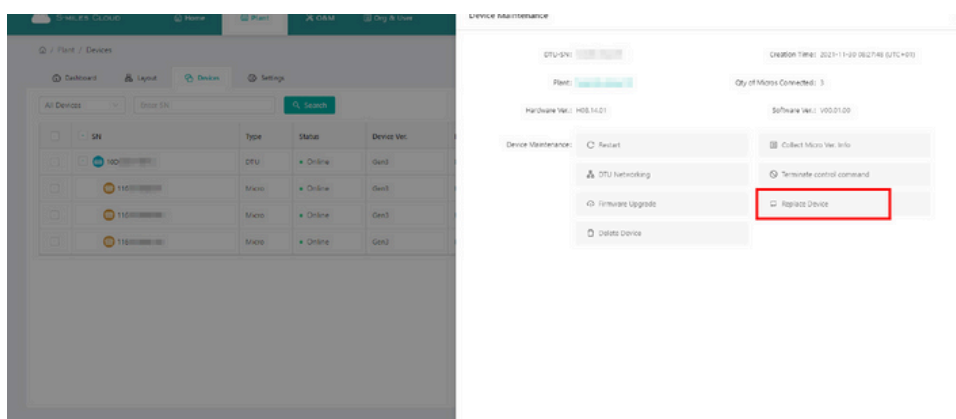 S-MILES CLOUD Home Plant O&M Org & User
Device Maintenance
/ Plant / Devices
Dashboard Layout Devices Settings
All Devices Enter SN Search
SN Type Status Device Ver.
DTU Online Gen3
Micro Online Gen3
Micro Online Gen3
Micro Online Gen3
DTU-SN: Creation Time: 2021-11-30 08:27:48 (UTC+01)
Plant: Qty of Micros Connected: 3
Hardware Ver.: H08.14.01 Software Ver.: V00.01.00
Device Maintenance: Restart Collect Micro Ver. Info
DTU Networking Terminate control command
Firmware Upgrade Replace Device
Delete Device